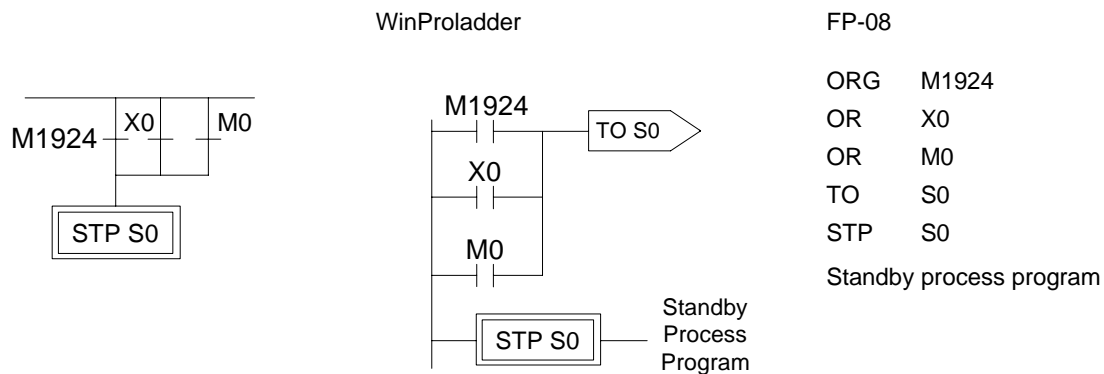 WinProladder
FP-08
M1924
X0
M0
STP S0
M1924
TO S0
X0
M0
STP S0
Standby
Process
Program
ORG M1924
OR X0
OR M0
TO S0
STP S0
Standby process program